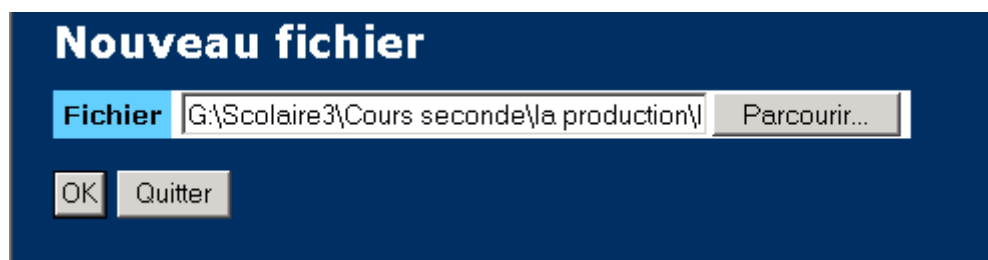 Nouveau fichier
Fichier G:\Scolaire3\Cours seconde\la production\ Parcourir...
OK Quitter